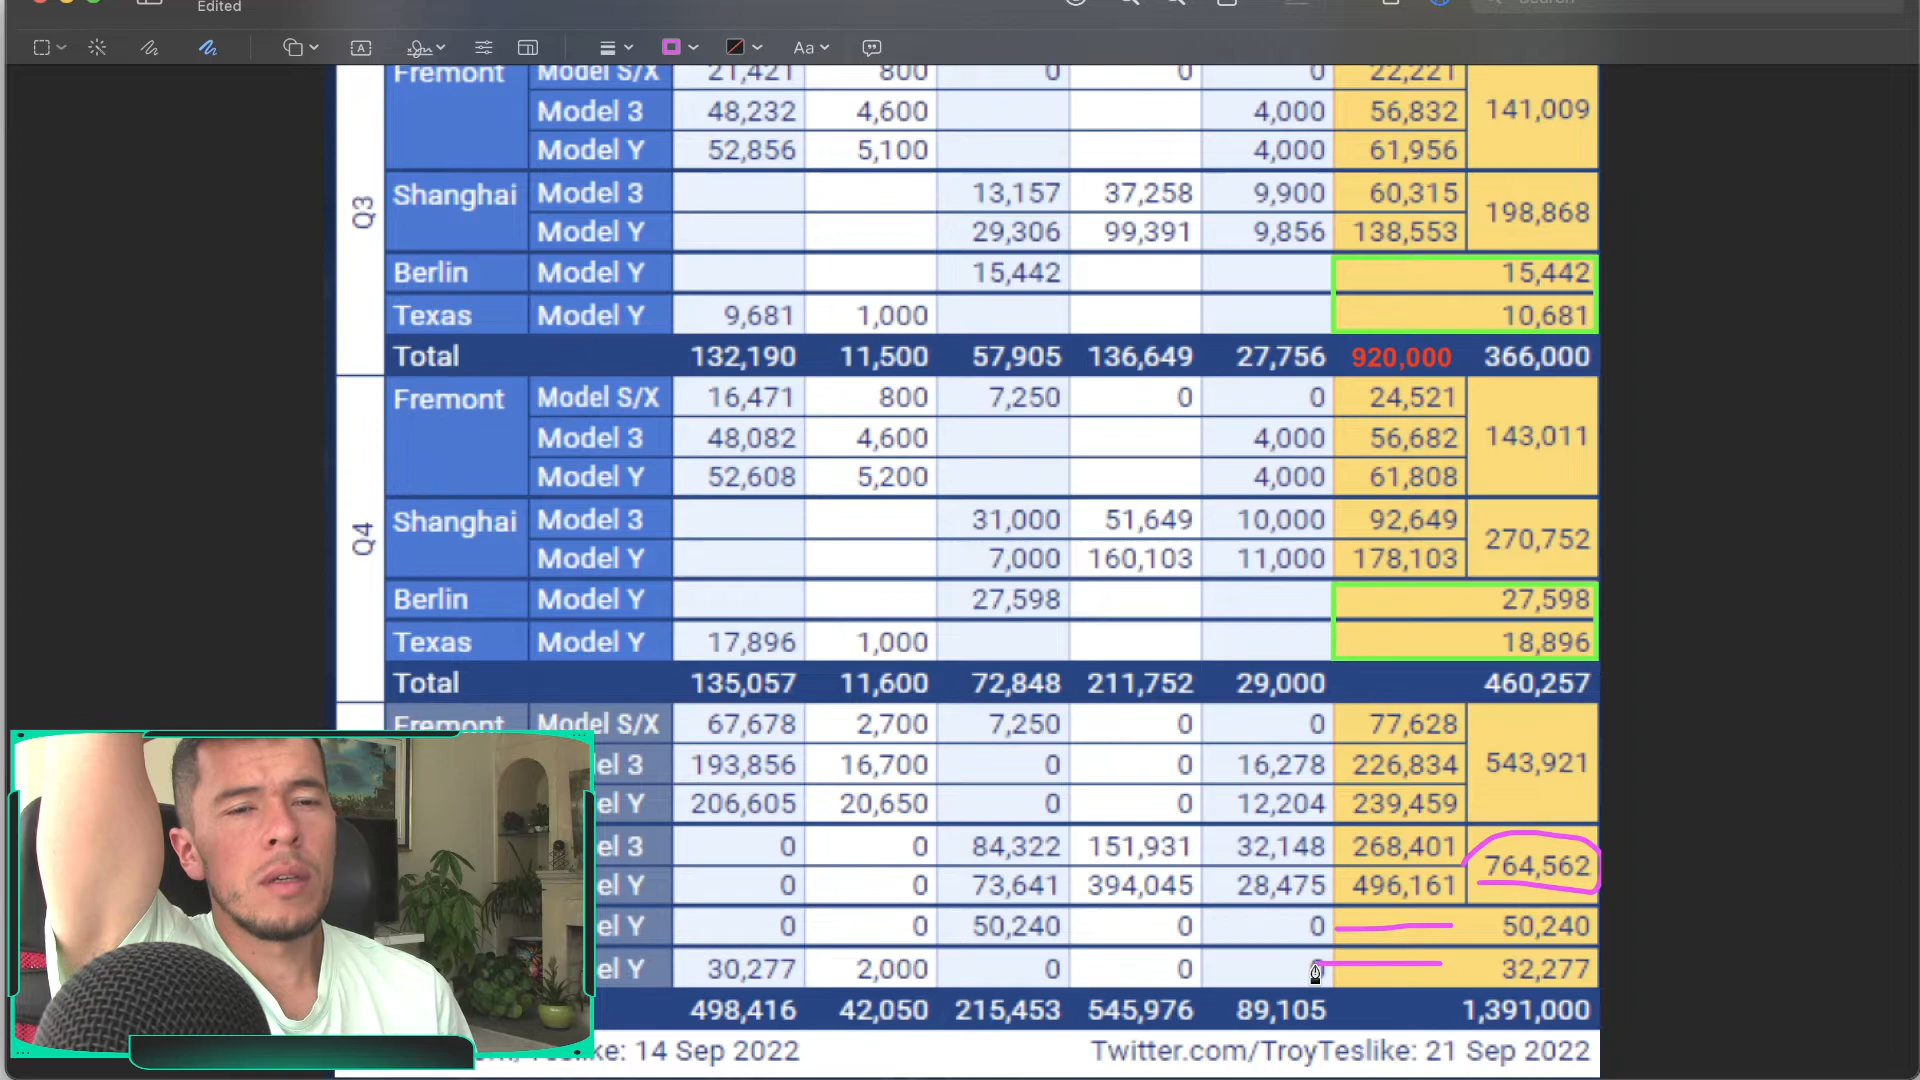 Edited
Search
A
Aa
Fremont Model S/X 21,421 800 0 0 0 22,221
Model 3 48,232 4,600 4,000 56,832 141,009
Model Y 52,856 5,100 4,000 61,956
Q3
Shanghai Model 3 13,157 37,258 9,900 60,315 198,868
Model Y 29,306 99,391 9,856 138,553
Berlin Model Y 15,442 15,442
Texas Model Y 9,681 1,000 10,681
Total 132,190 11,500 57,905 136,649 27,756 920,000 366,000
Fremont Model S/X 16,471 800 7,250 0 0 24,521
Model 3 48,082 4,600 4,000 56,682 143,011
Model Y 52,608 5,200 4,000 61,808
Q4
Shanghai Model 3 31,000 51,649 10,000 92,649 270,752
Model Y 7,000 160,103 11,000 178,103
Berlin Model Y 27,598 27,598
Texas Model Y 17,896 1,000 18,896
Total 135,057 11,600 72,848 211,752 29,000 460,257
Fremont Model S/X 67,678 2,700 7,250 0 0 77,628
el 3 193,856 16,700 0 0 16,278 226,834 543,921
el Y 206,605 20,650 0 0 12,204 239,459
el 3 0 0 84,322 151,931 32,148 268,401 764,562
el Y 0 0 73,641 394,045 28,475 496,161
el Y 0 0 50,240 0 0 50,240
el Y 30,277 2,000 0 0 0 32,277
498,416 42,050 215,453 545,976 89,105 1,391,000
ike: 14 Sep 2022 Twitter.com/TroyTeslike: 21 Sep 2022